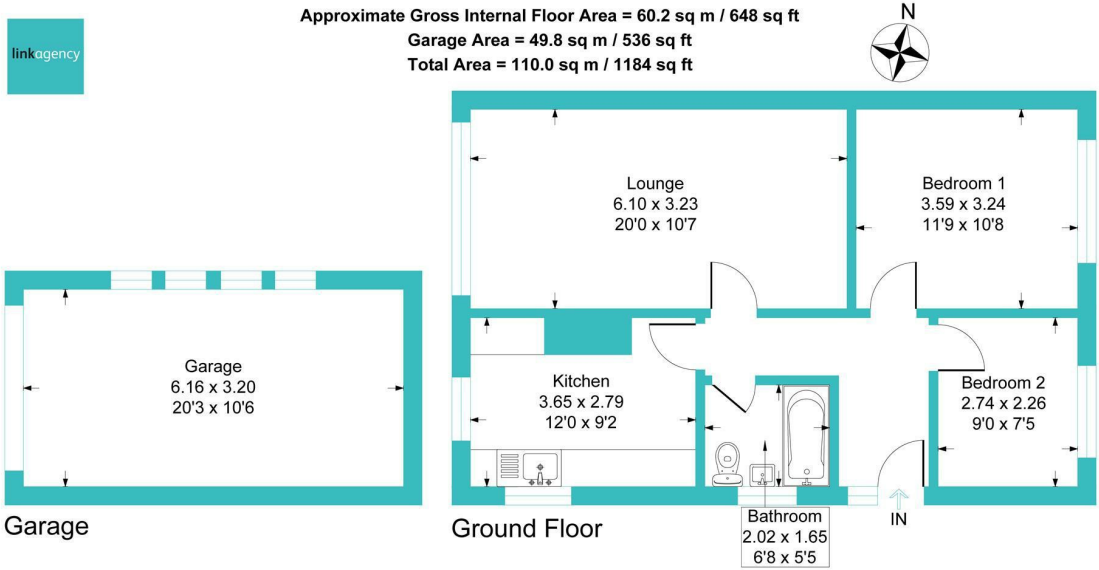 Approximate Gross Internal Floor Area = 60.2 sq m / 648 sq ft
Garage Area = 49.8 sq m / 536 sq ft
Total Area = 110.0 sq m / 1184 sq ft
linkagency
N
Lounge
6.10 x 3.23
20'0 x 10'7
Bedroom 1
3.59 x 3.24
11'9 x 10'8
Garage
6.16 x 3.20
20'3 x 10'6
Kitchen
3.65 x 2.79
12'0 x 9'2
Bedroom 2
2.74 x 2.26
9'0 x 7'5
Garage
Ground Floor
Bathroom
2.02 x 1.65
6'8 x 5'5
IN